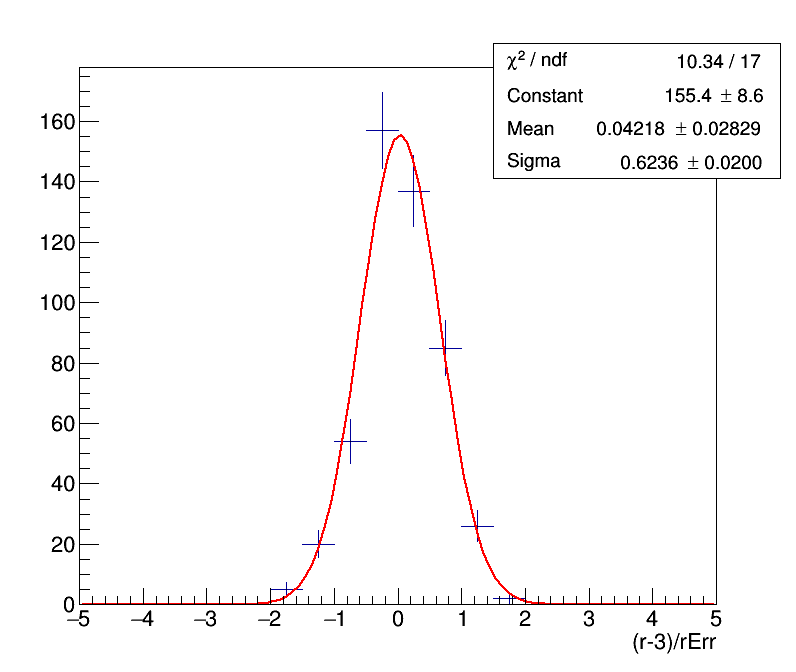 χ² / ndf 10.34 / 17
Constant 155.4 ± 8.6
Mean 0.04218 ± 0.02829
Sigma 0.6236 ± 0.0200
160
140
120
100
80
60
40
20
0
−5 −4 −3 −2 −1 0 1 2 3 4 5
(r-3)/rErr